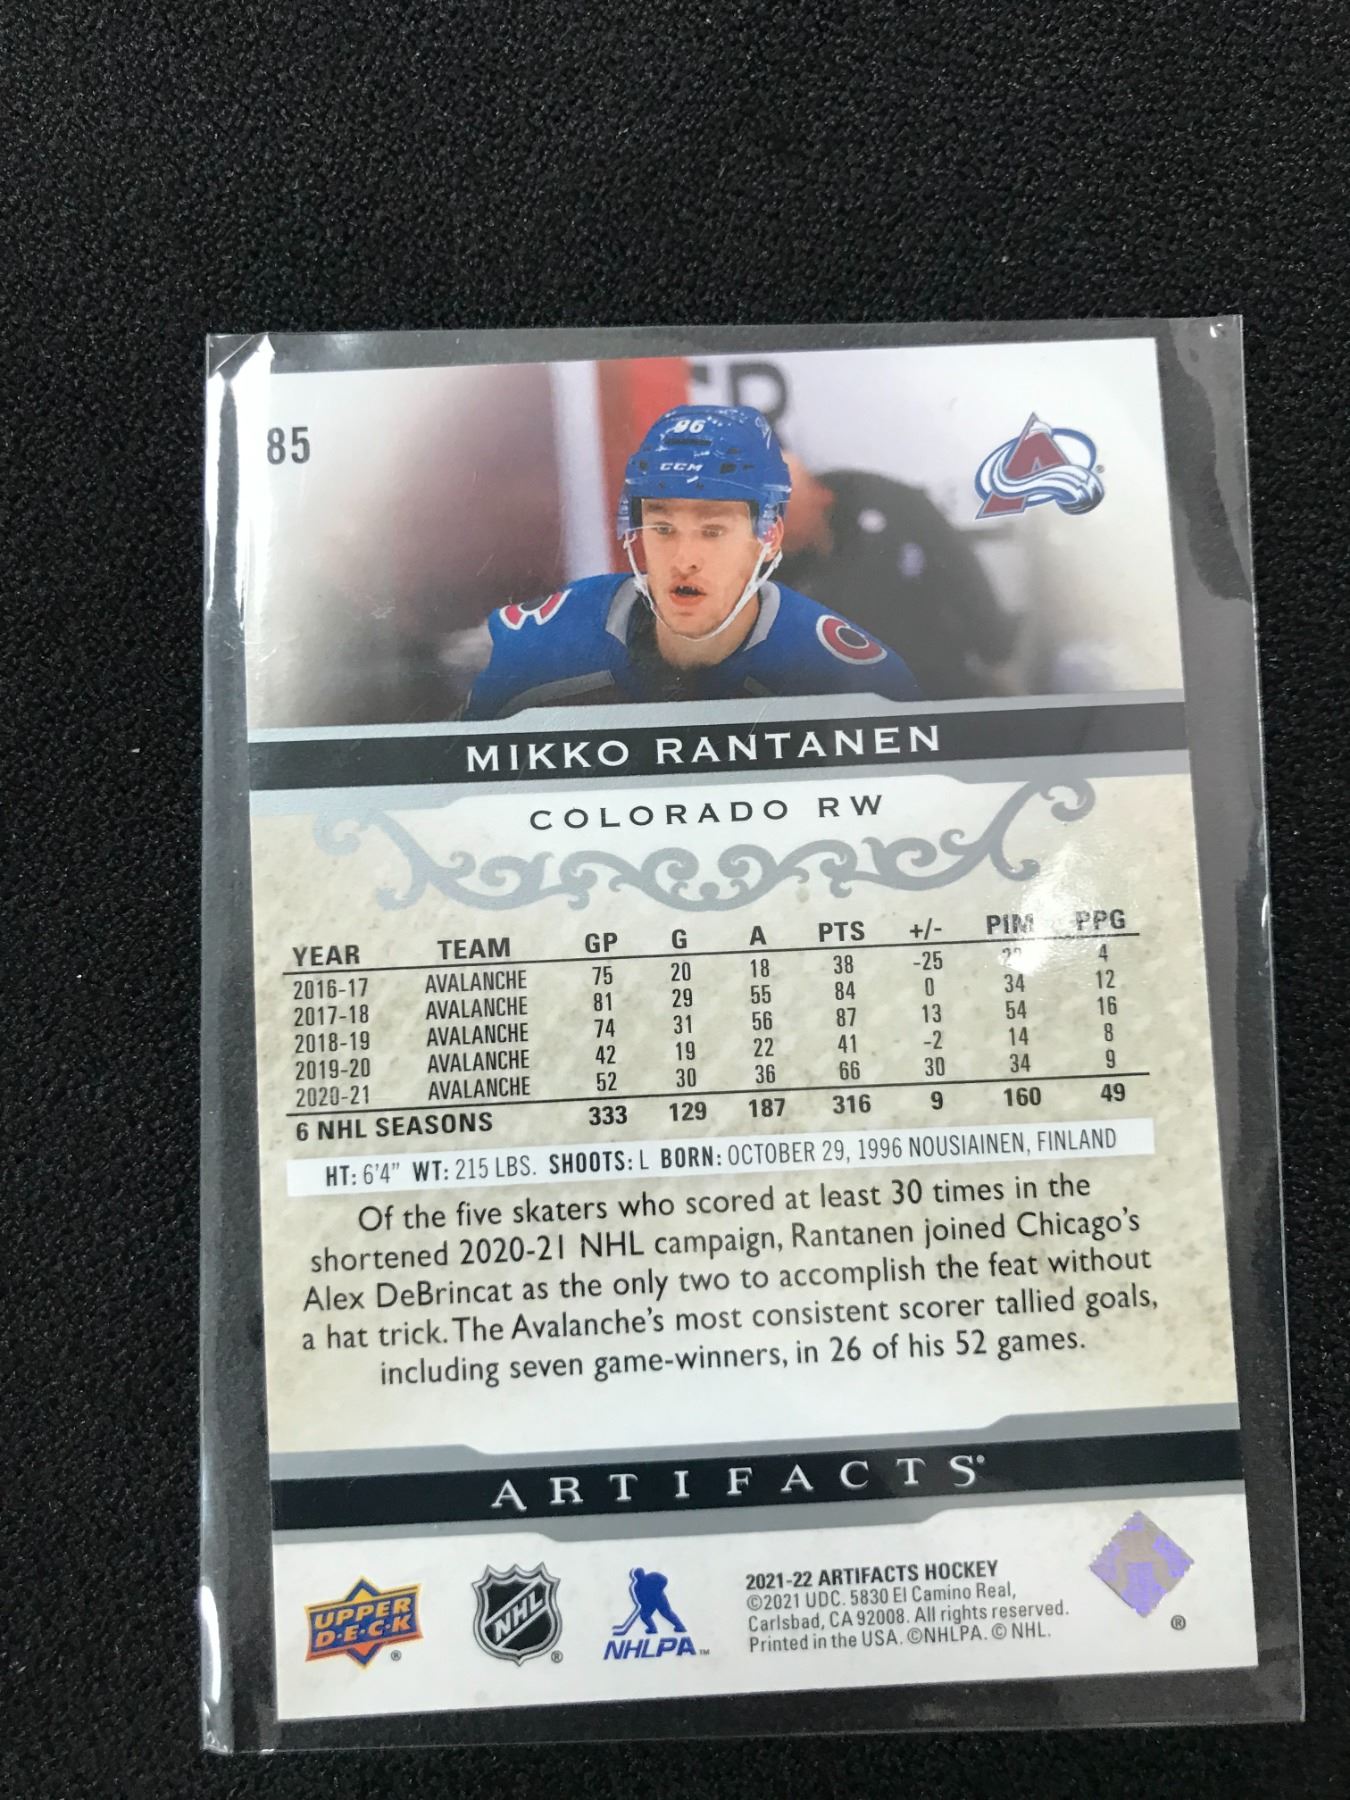 85
96
CCM
MIKKO RANTANEN
COLORADO RW
YEAR TEAM GP G A PTS +/- PIM PPG
2016-17 AVALANCHE 75 20 18 38 -25 4
2017-18 AVALANCHE 81 29 55 84 0 34 12
2018-19 AVALANCHE 74 31 56 87 13 54 16
2019-20 AVALANCHE 42 19 22 41 -2 14 8
2020-21 AVALANCHE 52 30 36 66 30 34 9
6 NHL SEASONS 333 129 187 316 9 160 49
HT: 6'4" WT: 215 LBS. SHOOTS: L BORN: OCTOBER 29, 1996 NOUSIAINEN, FINLAND
Of the five skaters who scored at least 30 times in the
shortened 2020-21 NHL campaign, Rantanen joined Chicago's
Alex DeBrincat as the only two to accomplish the feat without
a hat trick. The Avalanche's most consistent scorer tallied goals,
including seven game-winners, in 26 of his 52 games.
ARTIFACTS®
UPPER
D·E·C·K
®
NHL
®
NHLPA™
2021-22 ARTIFACTS HOCKEY
©2021 UDC. 5830 El Camino Real,
Carlsbad, CA 92008. All rights reserved.
Printed in the USA. ©NHLPA. © NHL.
®